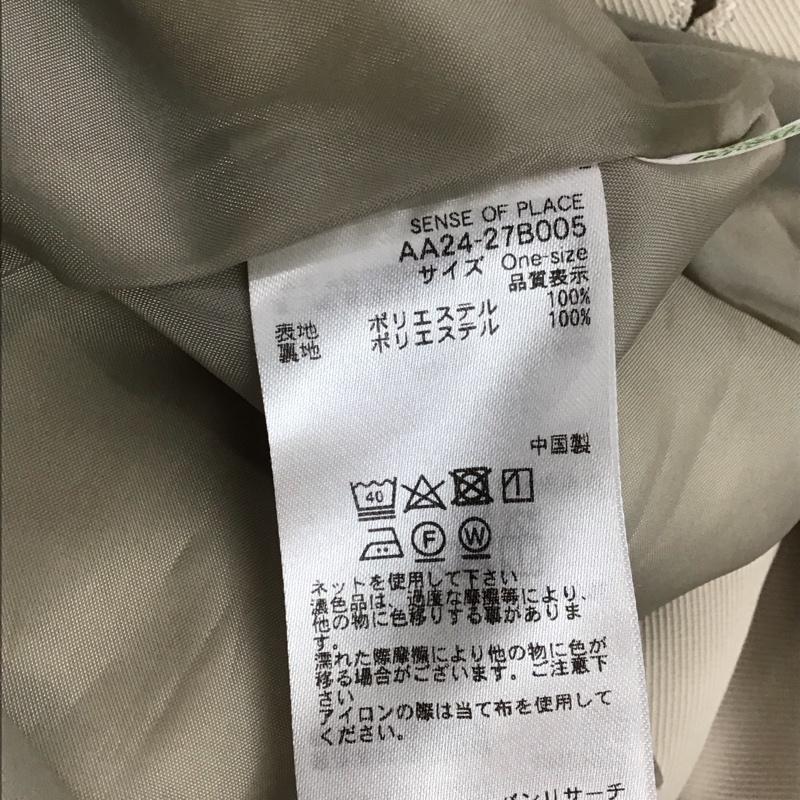 SENSE OF PLACE
AA24-27B005
サイズ One-size
品質表示
表地 ポリエステル 100%
裏地 ポリエステル 100%
中国製
40
F W
ネットを使用して下さい
濃色品は、過度な摩擦等により、
他の物に色移りする事がありま
す。
濡れた際摩擦により他の物に色が
移る場合がございます。ご注意下
さい
アイロンの際は当て布を使用して
ください。
バンリサーチ